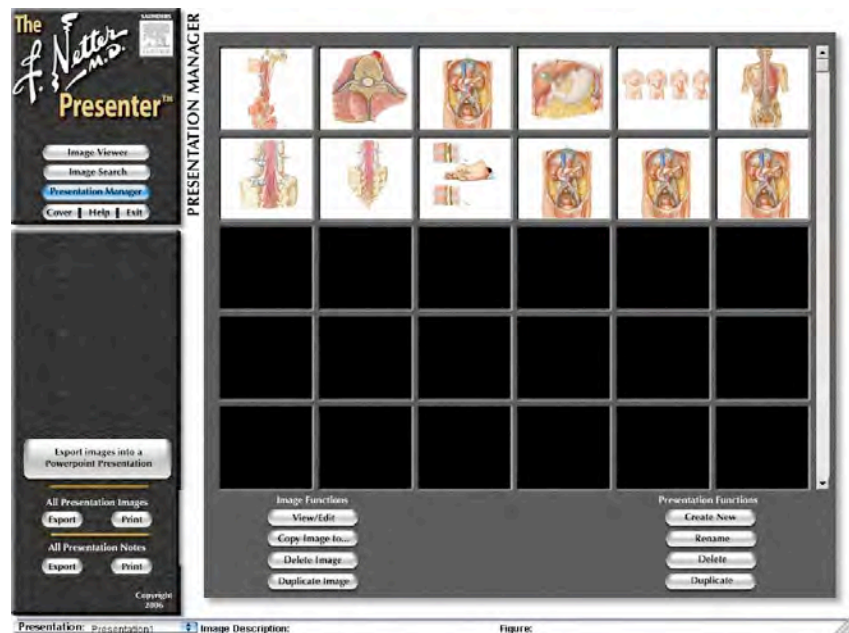 The
SAUNDERS
f. Netter
M.D.
Presenter™
Image Viewer
Image Search
Presentation Manager
Cover | Help | Exit
PRESENTATION MANAGER
Export images into a
Powerpoint Presentation
All Presentation Images
Export Print
All Presentation Notes
Export Print
Copyright
2006
Image Functions
View/Edit
Copy Image to...
Delete Image
Duplicate Image
Presentation Functions
Create New
Rename
Delete
Duplicate
Presentation: Presentation1 Image Description: Figure: